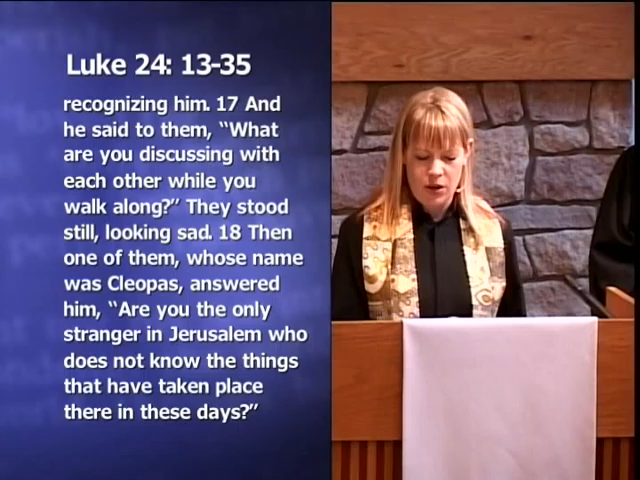 Luke 24: 13-35
recognizing him. 17 And
he said to them, “What
are you discussing with
each other while you
walk along?” They stood
still, looking sad. 18 Then
one of them, whose name
was Cleopas, answered
him, “Are you the only
stranger in Jerusalem who
does not know the things
that have taken place
there in these days?”